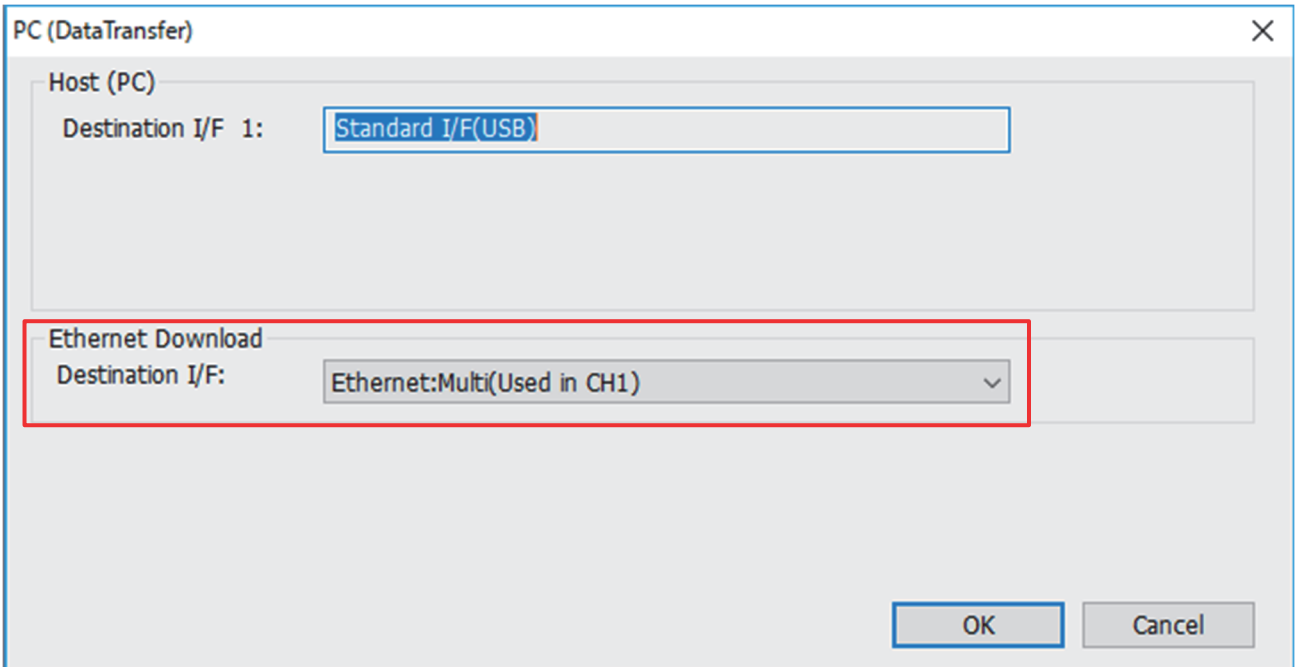 PC (DataTransfer)
Host (PC)
Destination I/F 1: Standard I/F(USB)
Ethernet Download
Destination I/F: Ethernet:Multi(Used in CH1)
OK Cancel